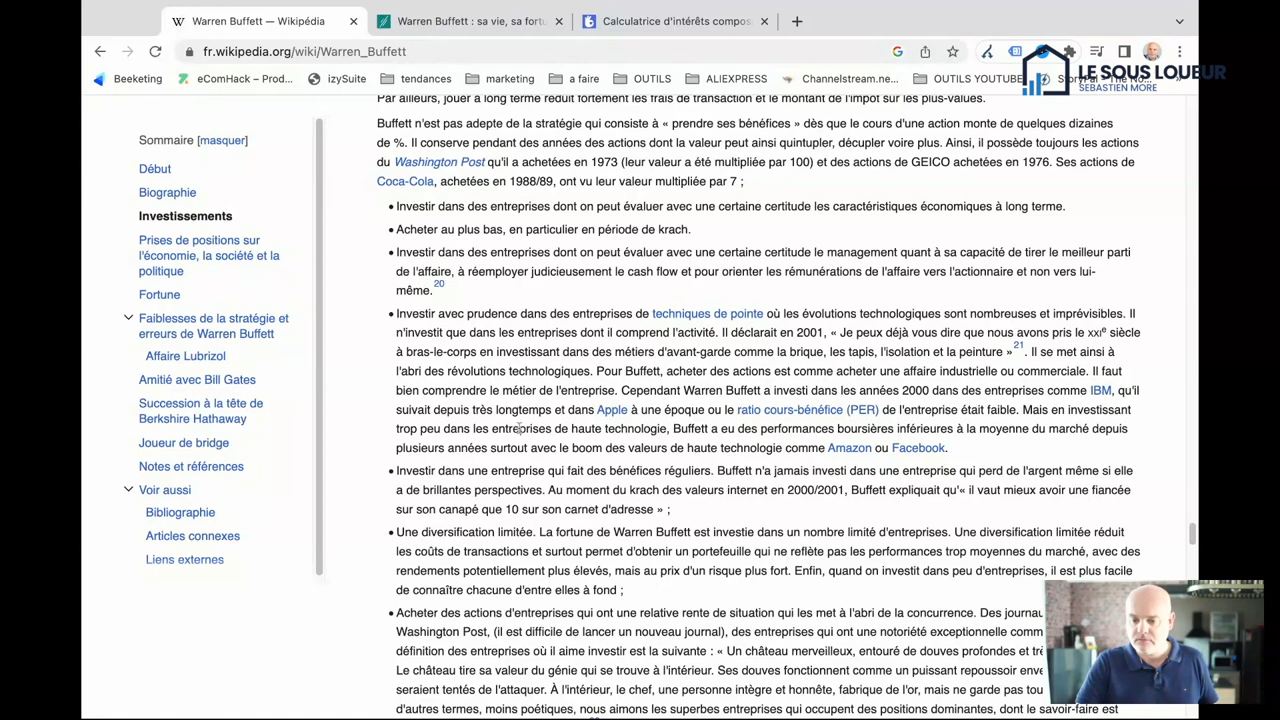 Warren Buffett — Wikipédia
Warren Buffett : sa vie, sa fortu
Calculatrice d'intérêts compos
fr.wikipedia.org/wiki/Warren_Buffett
Beeketing
eComHack – Prod...
izySuite
tendances
marketing
a faire
OUTILS
ALIEXPRESS
Channelstream.ne...
OUTILS YOUTUBE
LE SOUS LOUEUR
SEBASTIEN MORE
Sommaire [masquer]
Début
Biographie
Investissements
Prises de positions sur
l'économie, la société et la
politique
Fortune
Faiblesses de la stratégie et
erreurs de Warren Buffett
Affaire Lubrizol
Amitié avec Bill Gates
Succession à la tête de
Berkshire Hathaway
Joueur de bridge
Notes et références
Voir aussi
Bibliographie
Articles connexes
Liens externes
Par ailleurs, jouer à long terme réduit fortement les frais de transaction et le montant de l'impôt sur les plus-values.
Buffett n'est pas adepte de la stratégie qui consiste à « prendre ses bénéfices » dès que le cours d'une action monte de quelques dizaines
de %. Il conserve pendant des années des actions dont la valeur peut ainsi quintupler, décupler voire plus. Ainsi, il possède toujours les actions
du Washington Post qu'il a achetées en 1973 (leur valeur a été multipliée par 100) et des actions de GEICO achetées en 1976. Ses actions de
Coca-Cola, achetées en 1988/89, ont vu leur valeur multipliée par 7 ;
• Investir dans des entreprises dont on peut évaluer avec une certaine certitude les caractéristiques économiques à long terme.
• Acheter au plus bas, en particulier en période de krach.
• Investir dans des entreprises dont on peut évaluer avec une certaine certitude le management quant à sa capacité de tirer le meilleur parti
de l'affaire, à réemployer judicieusement le cash flow et pour orienter les rémunérations de l'affaire vers l'actionnaire et non vers lui-
même.20
• Investir avec prudence dans des entreprises de techniques de pointe où les évolutions technologiques sont nombreuses et imprévisibles. Il
n'investit que dans les entreprises dont il comprend l'activité. Il déclarait en 2001, « Je peux déjà vous dire que nous avons pris le XXIe siècle
à bras-le-corps en investissant dans des métiers d'avant-garde comme la brique, les tapis, l'isolation et la peinture »21. Il se met ainsi à
l'abri des révolutions technologiques. Pour Buffett, acheter des actions est comme acheter une affaire industrielle ou commerciale. Il faut
bien comprendre le métier de l'entreprise. Cependant Warren Buffett a investi dans les années 2000 dans des entreprises comme IBM, qu'il
suivait depuis très longtemps et dans Apple à une époque ou le ratio cours-bénéfice (PER) de l'entreprise était faible. Mais en investissant
trop peu dans les entreprises de haute technologie, Buffett a eu des performances boursières inférieures à la moyenne du marché depuis
plusieurs années surtout avec le boom des valeurs de haute technologie comme Amazon ou Facebook.
• Investir dans une entreprise qui fait des bénéfices réguliers. Buffett n'a jamais investi dans une entreprise qui perd de l'argent même si elle
a de brillantes perspectives. Au moment du krach des valeurs internet en 2000/2001, Buffett expliquait qu'« il vaut mieux avoir une fiancée
sur son canapé que 10 sur son carnet d'adresse » ;
• Une diversification limitée. La fortune de Warren Buffett est investie dans un nombre limité d'entreprises. Une diversification limitée réduit
les coûts de transactions et surtout permet d'obtenir un portefeuille qui ne reflète pas les performances trop moyennes du marché, avec des
rendements potentiellement plus élevés, mais au prix d'un risque plus fort. Enfin, quand on investit dans peu d'entreprises, il est plus facile
de connaître chacune d'entre elles à fond ;
• Acheter des actions d'entreprises qui ont une relative rente de situation qui les met à l'abri de la concurrence. Des journau
Washington Post, (il est difficile de lancer un nouveau journal), des entreprises qui ont une notoriété exceptionnelle comm
définition des entreprises où il aime investir est la suivante : « Un château merveilleux, entouré de douves profondes et tr
Le château tire sa valeur du génie qui se trouve à l'intérieur. Ses douves fonctionnent comme un puissant repoussoir enve
seraient tentés de l'attaquer. À l'intérieur, le chef, une personne intègre et honnête, fabrique de l'or, mais ne garde pas tou
d'autres termes, moins poétiques, nous aimons les superbes entreprises qui occupent des positions dominantes, dont le savoir-faire est